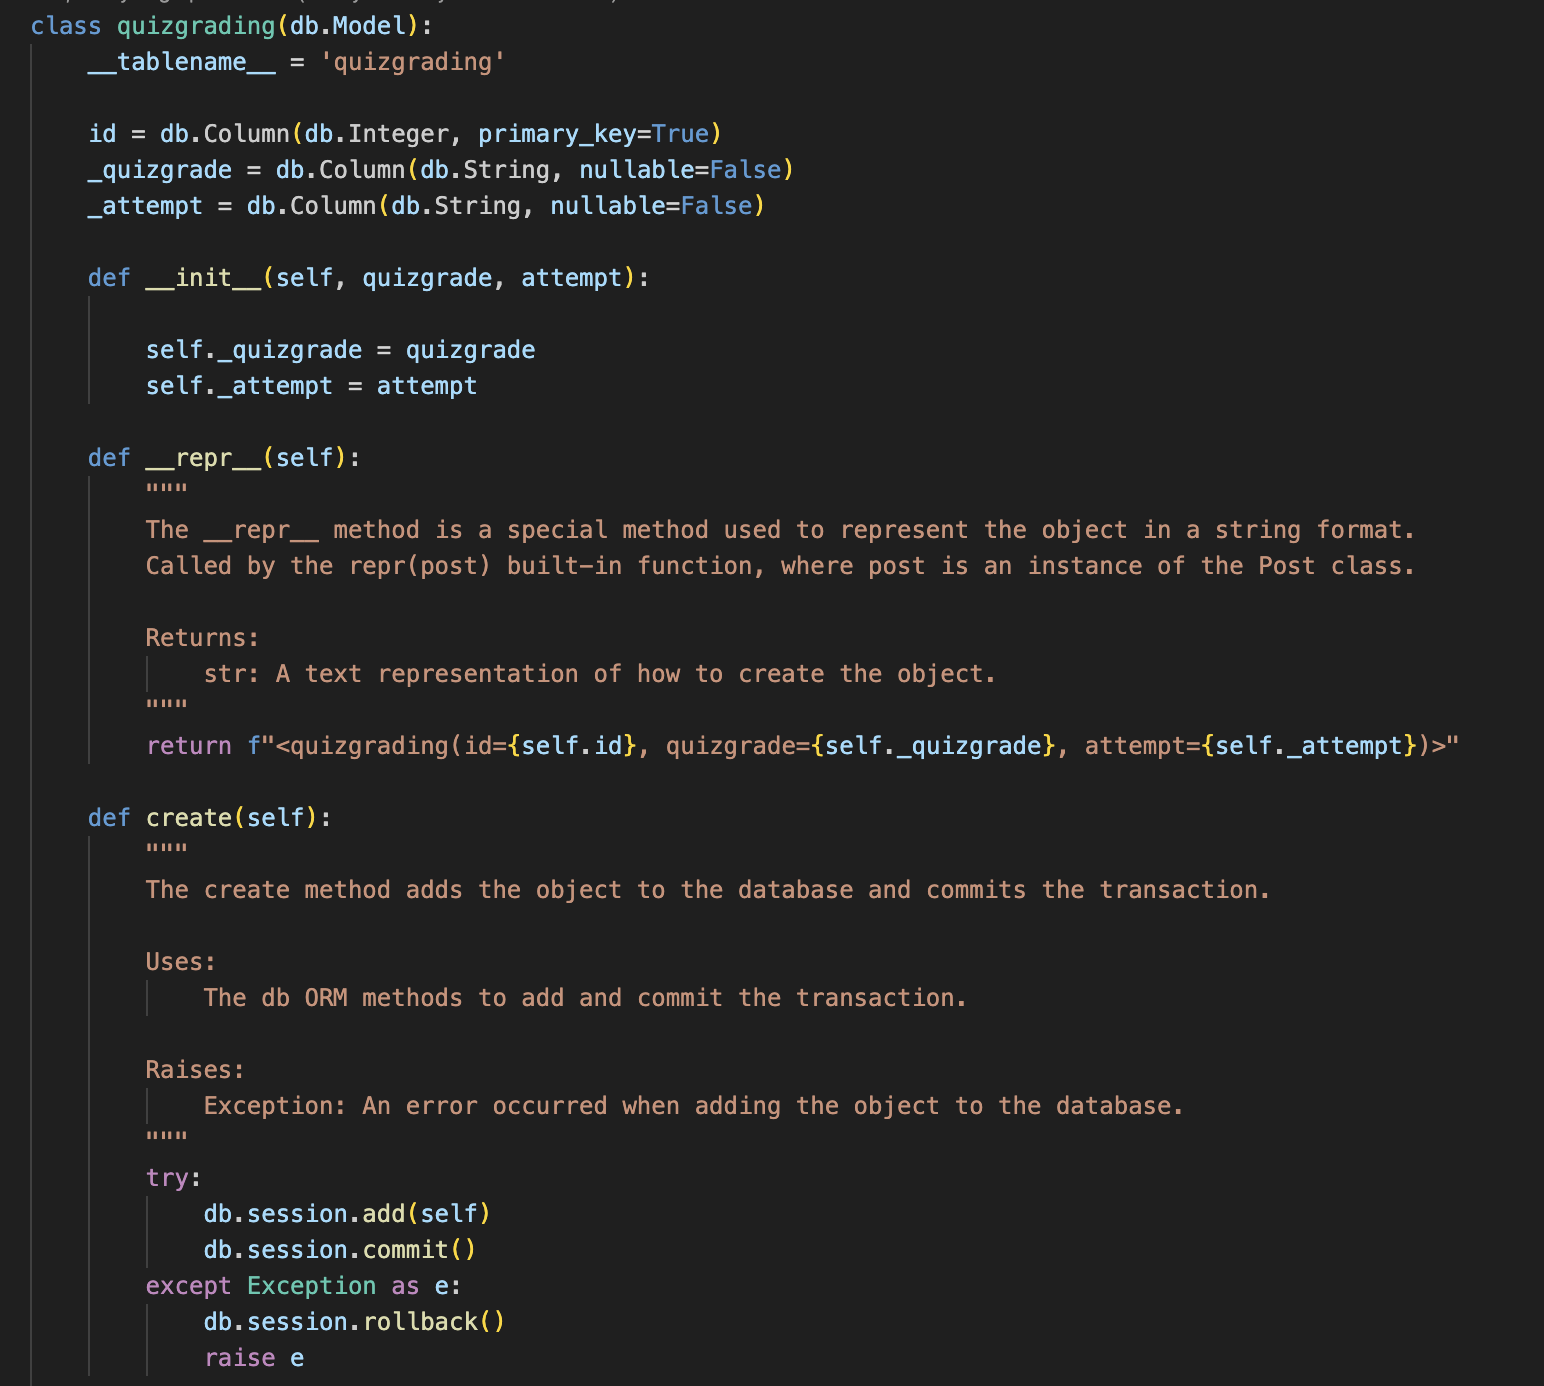 class quizgrading(db.Model):
    __tablename__ = 'quizgrading'

    id = db.Column(db.Integer, primary_key=True)
    _quizgrade = db.Column(db.String, nullable=False)
    _attempt = db.Column(db.String, nullable=False)

    def __init__(self, quizgrade, attempt):

        self._quizgrade = quizgrade
        self._attempt = attempt

    def __repr__(self):
        """
        The __repr__ method is a special method used to represent the object in a string format.
        Called by the repr(post) built-in function, where post is an instance of the Post class.

        Returns:
            str: A text representation of how to create the object.
        """
        return f"<quizgrading(id={self.id}, quizgrade={self._quizgrade}, attempt={self._attempt})>"

    def create(self):
        """
        The create method adds the object to the database and commits the transaction.

        Uses:
            The db ORM methods to add and commit the transaction.

        Raises:
            Exception: An error occurred when adding the object to the database.
        """
        try:
            db.session.add(self)
            db.session.commit()
        except Exception as e:
            db.session.rollback()
            raise e